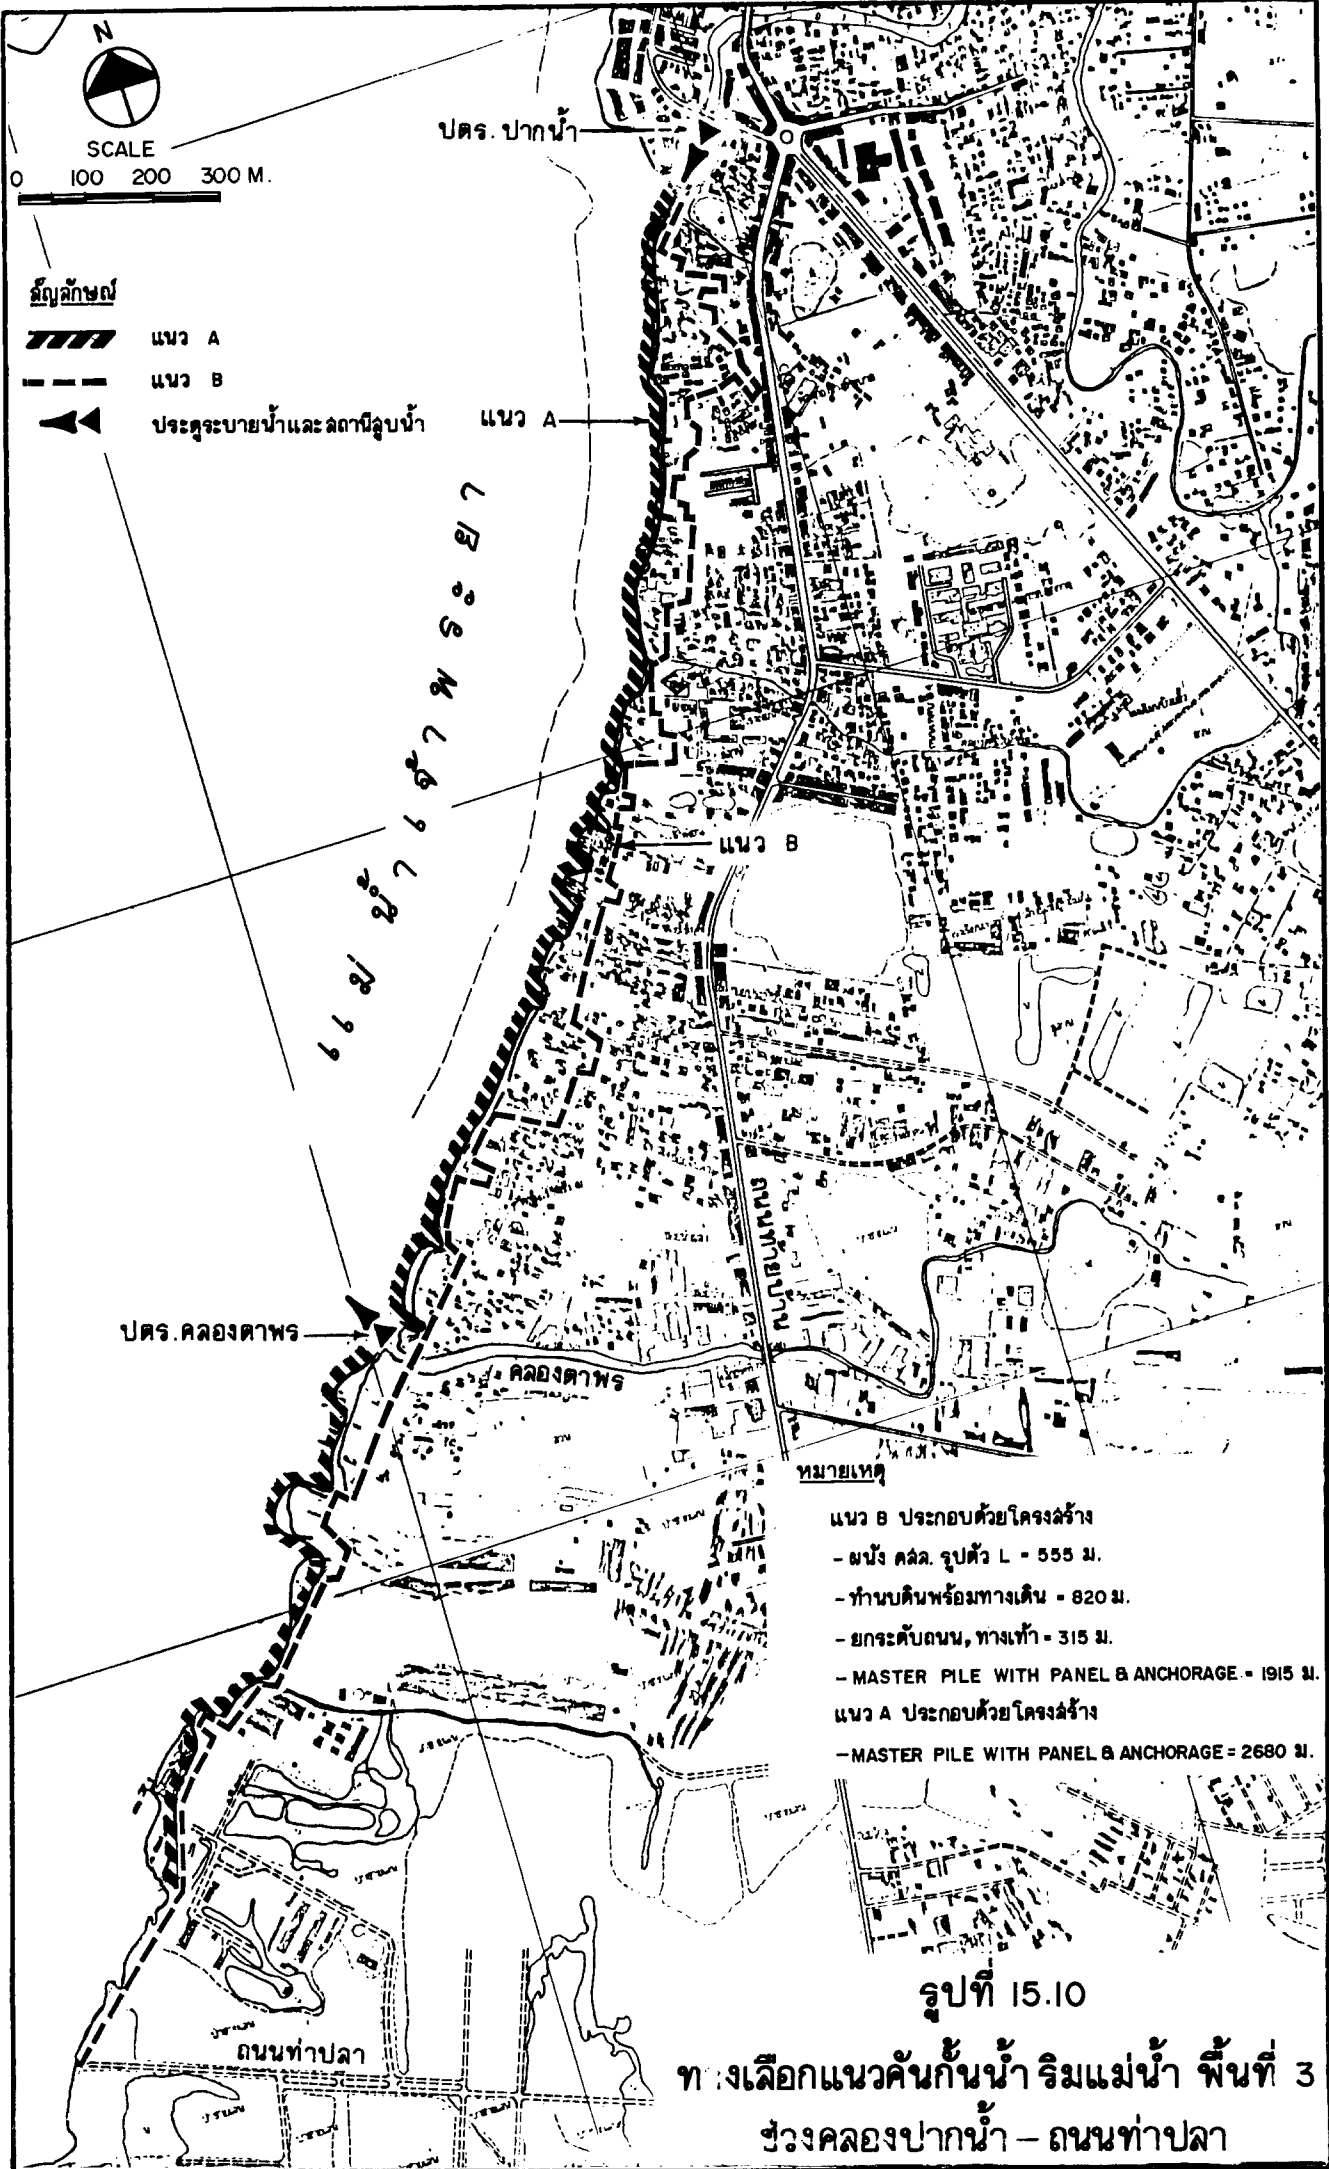 N
SCALE
0 100 200 300 M.
สัญลักษณ์
แนว A
แนว B
ประตูระบายน้ำและสถานีสูบน้ำ
ปตร. ปากน้ำ
แนว A
แม่น้ำเจ้าพระยา
แนว B
ถนนท้ายบ้าน
ปตร.คลองตาพร
คลองตาพร
หมายเหตุ
แนว B ประกอบด้วยโครงสร้าง
- ผนัง คสล. รูปตัว L = 555 ม.
- ทำนบดินพร้อมทางเดิน = 820 ม.
- ยกระดับถนน, ทางเท้า = 315 ม.
- MASTER PILE WITH PANEL & ANCHORAGE = 1915 ม.
แนว A ประกอบด้วยโครงสร้าง
- MASTER PILE WITH PANEL & ANCHORAGE = 2680 ม.
ถนนท่าปลา
รูปที่ 15.10
ทางเลือกแนวคันกั้นน้ำ ริมแม่น้ำ พื้นที่ 3
ช่วงคลองปากน้ำ – ถนนท่าปลา